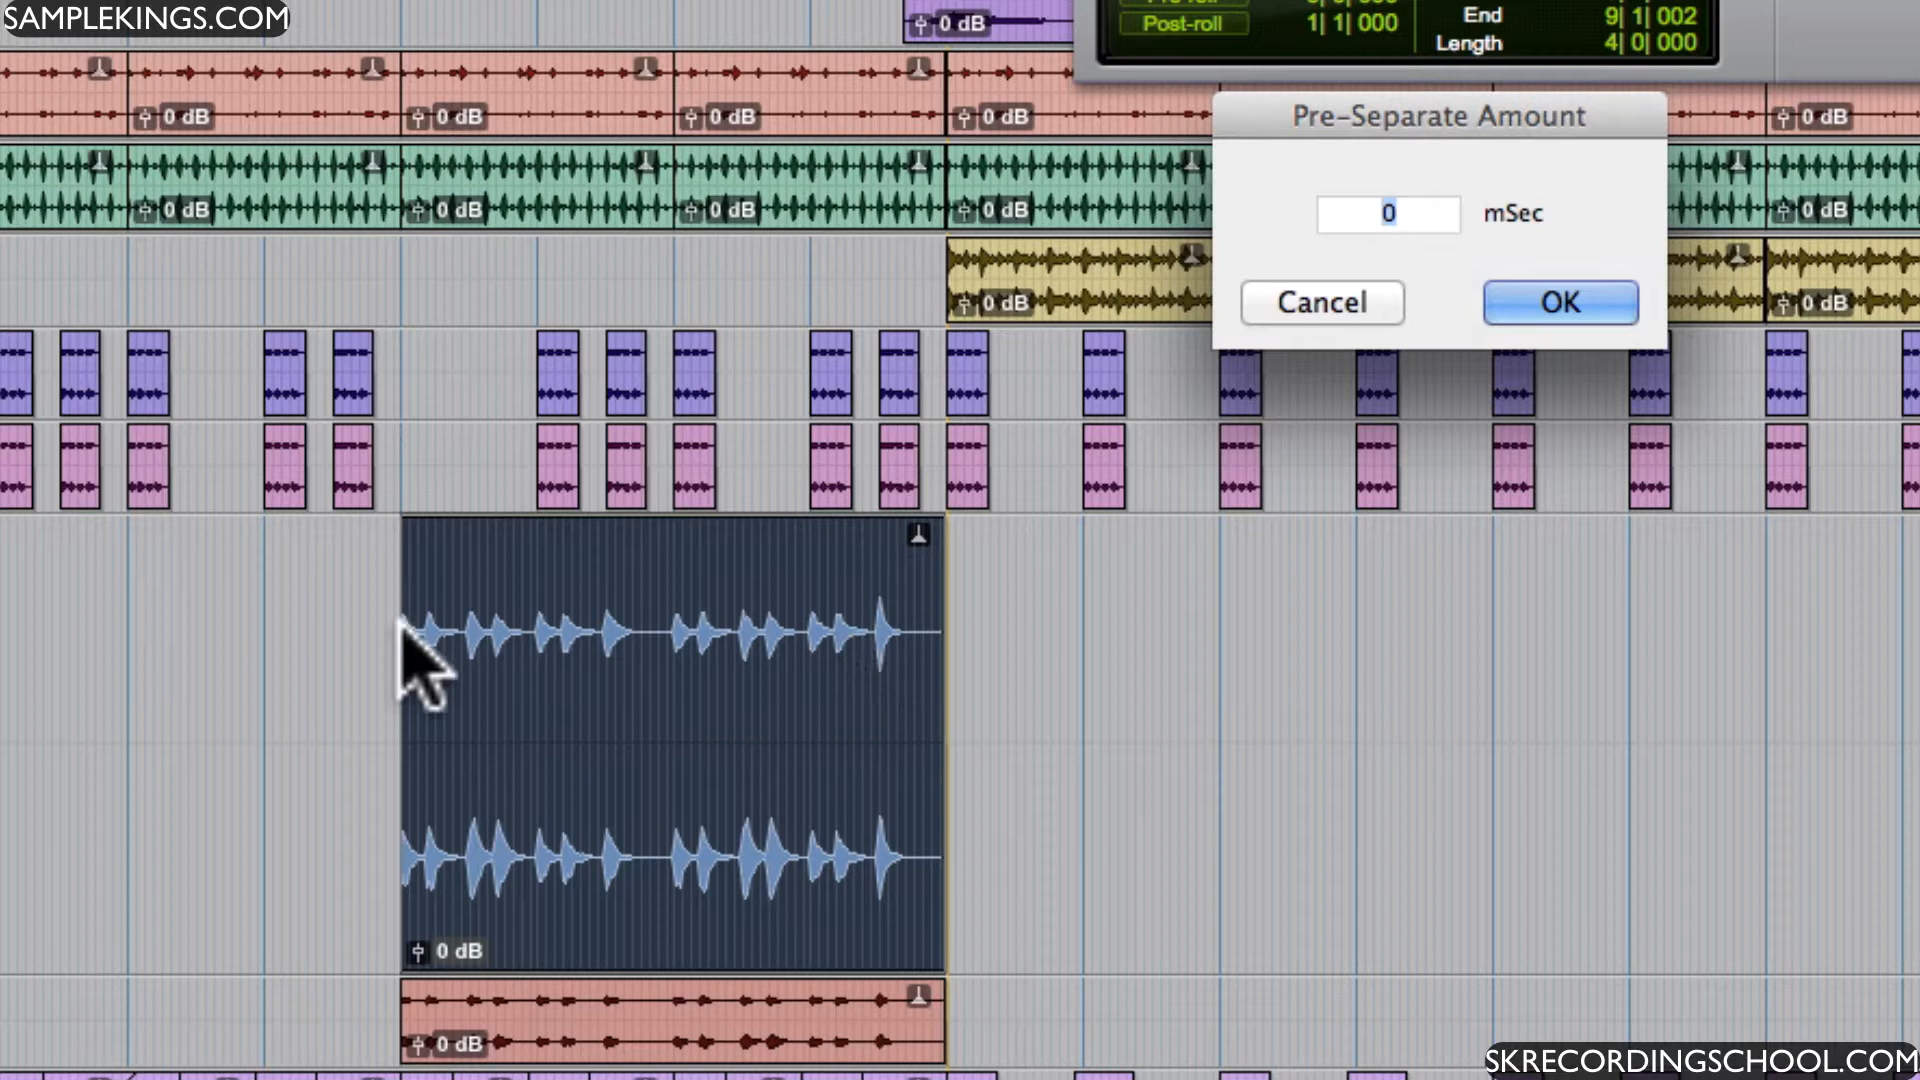 SAMPLEKINGS.COM
0 dB
End 9| 1| 002
Post-roll 1| 1| 000
Length 4| 0| 000
0 dB 0 dB 0 dB 0 dB 0 dB
Pre-Separate Amount
0 dB 0 dB 0 dB 0 dB 0 dB
0 mSec
Cancel OK
0 dB 0 dB
0 dB
0 dB
SKRECORDINGSCHOOL.COM